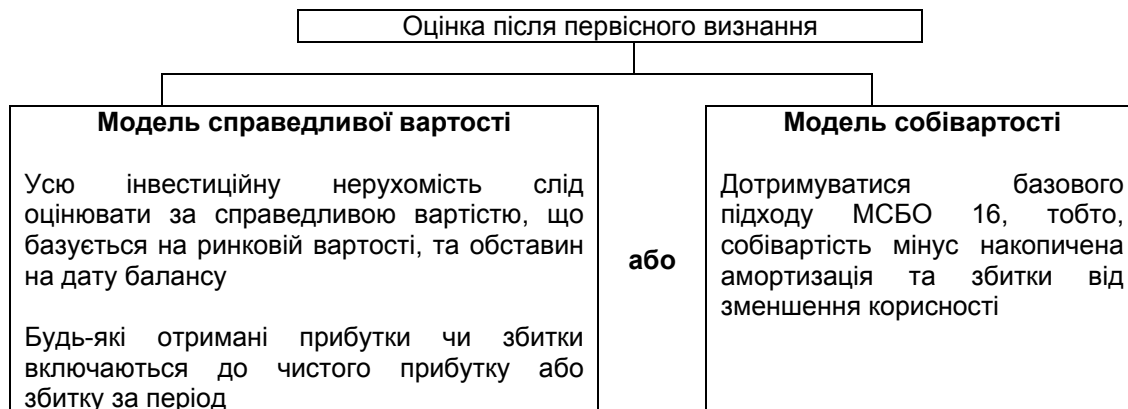 Оцінка після первісного визнання
Модель справедливої вартості
Усю інвестиційну нерухомість слід
оцінювати за справедливою вартістю, що
базується на ринковій вартості, та обставин
на дату балансу
Будь-які отримані прибутки чи збитки
включаються до чистого прибутку або
збитку за період
або
Модель собівартості
Дотримуватися базового
підходу МСБО 16, тобто,
собівартість мінус накопичена
амортизація та збитки від
зменшення корисності